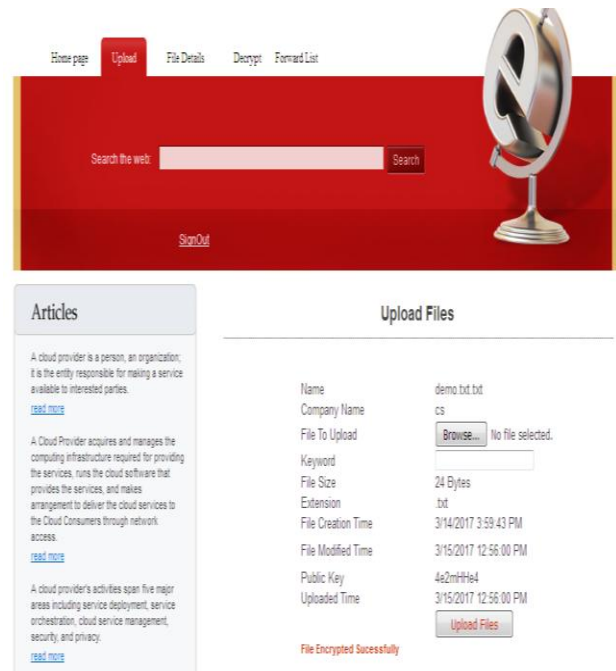 Home page Upload File Details Decrypt Forward List
Search the web: Search
SignOut
Articles
A cloud provider is a person, an organization;
it is the entity responsible for making a service
available to interested parties.
read more
A Cloud Provider acquires and manages the
computing infrastructure required for providing
the services, runs the cloud software that
provides the services, and makes
arrangement to deliver the cloud services to
the Cloud Consumers through network
access.
read more
A cloud provider's activities span five major
areas including service deployment, service
orchestration, cloud service management,
security, and privacy.
read more
Upload Files
Name demo.txt.txt
Company Name cs
File To Upload Browse... No file selected.
Keyword
File Size 24 Bytes
Extension .txt
File Creation Time 3/14/2017 3:59:43 PM
File Modified Time 3/15/2017 12:56:00 PM
Public Key 4e2mHHe4
Uploaded Time 3/15/2017 12:56:00 PM
Upload Files
File Encrypted Sucessfully